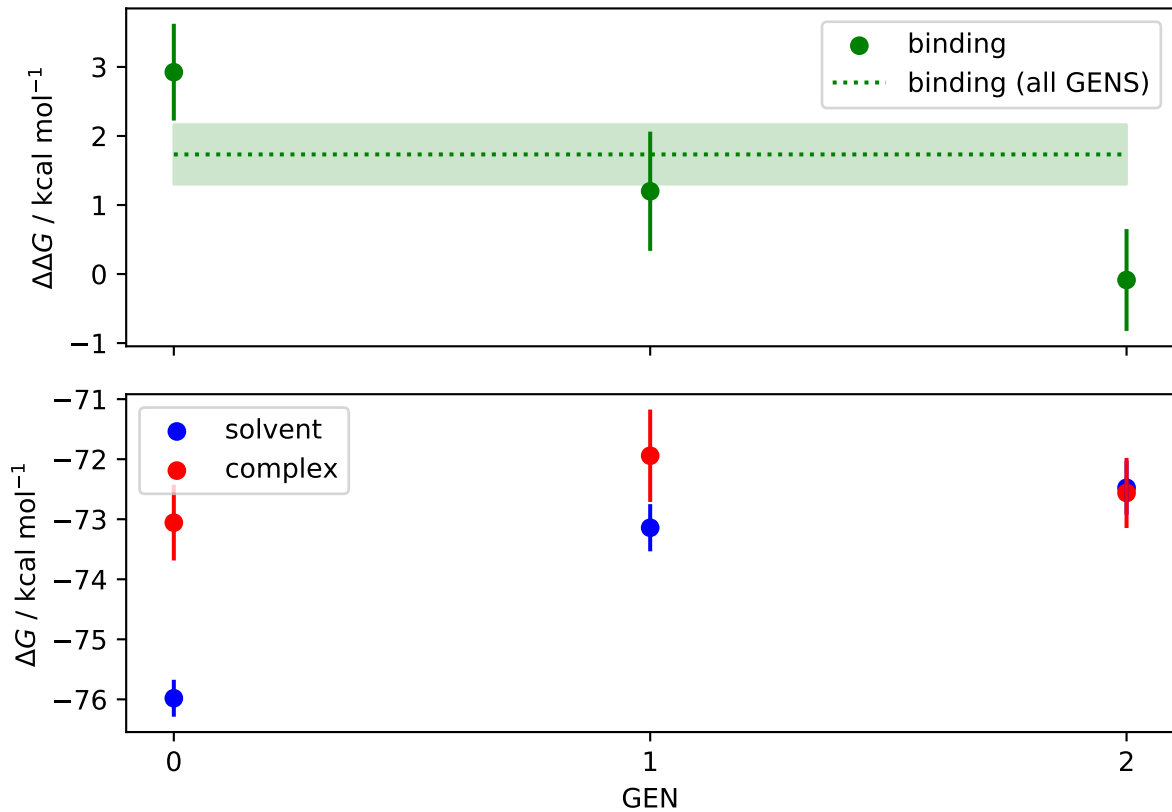 3
2
1
0
−1
ΔΔG / kcal mol⁻¹
binding
binding (all GENS)
−71
−72
−73
−74
−75
−76
ΔG / kcal mol⁻¹
solvent
complex
0 1 2
GEN